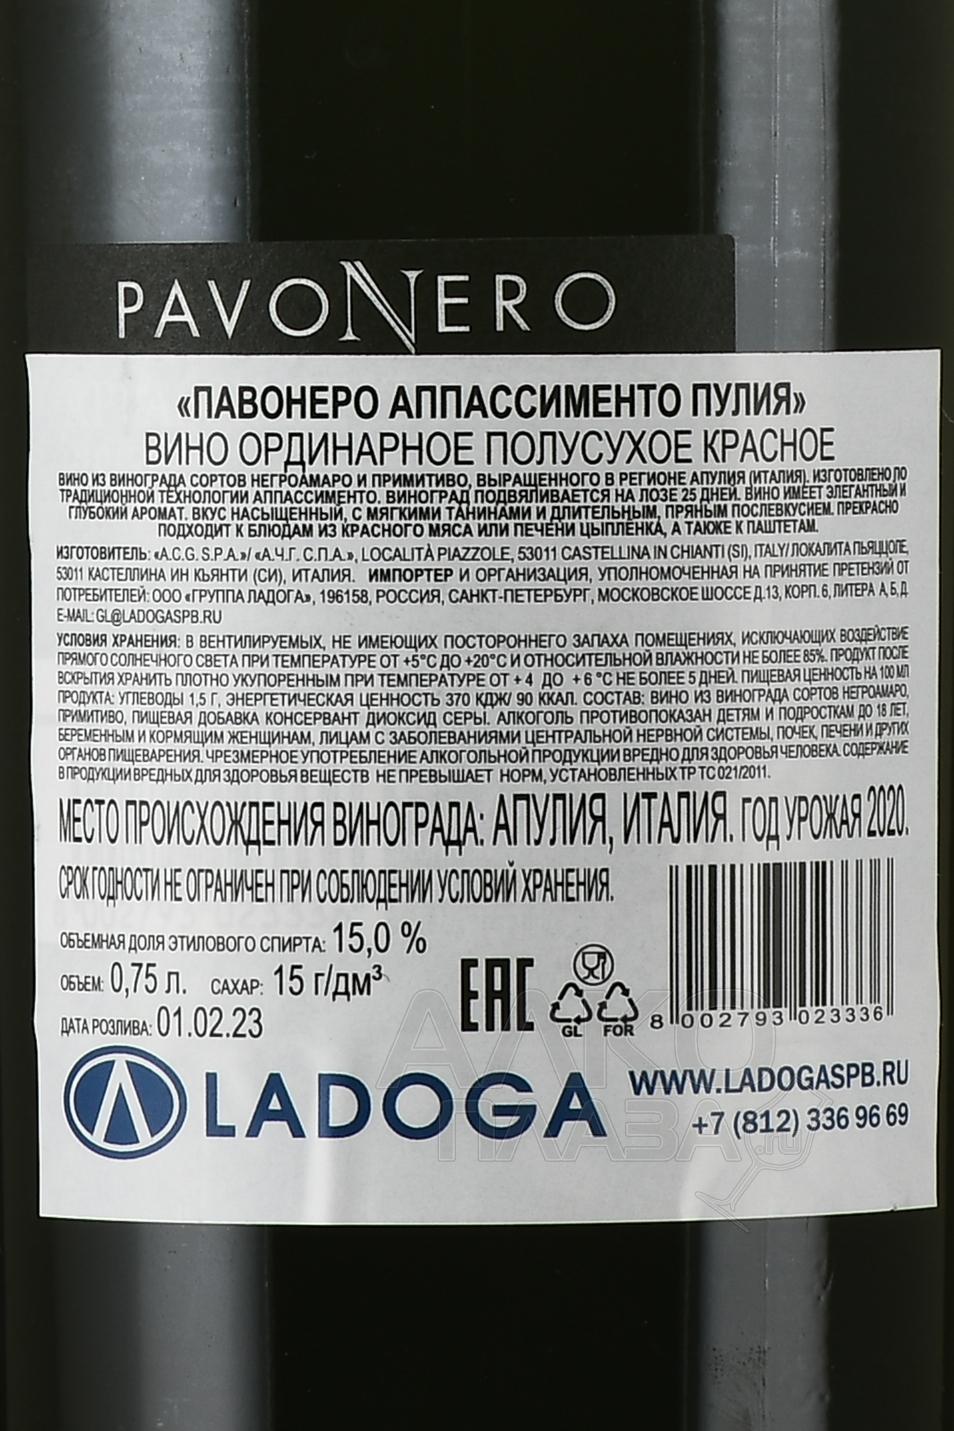 PAVONERO
«ПАВОНЕРО АППАССИМЕНТО ПУЛИЯ»
ВИНО ОРДИНАРНОЕ ПОЛУСУХОЕ КРАСНОЕ
ВИНО ИЗ ВИНОГРАДА СОРТОВ НЕГРОАМАРО И ПРИМИТИВО, ВЫРАЩЕННОГО В РЕГИОНЕ АПУЛИЯ (ИТАЛИЯ). ИЗГОТОВЛЕНО ПО
ТРАДИЦИОННОЙ ТЕХНОЛОГИИ АППАССИМЕНТО. ВИНОГРАД ПОДВЯЛИВАЕТСЯ НА ЛОЗЕ 25 ДНЕЙ. ВИНО ИМЕЕТ ЭЛЕГАНТНЫЙ И
ГЛУБОКИЙ АРОМАТ. ВКУС НАСЫЩЕННЫЙ, С МЯГКИМИ ТАНИНАМИ И ДЛИТЕЛЬНЫМ, ПРЯНЫМ ПОСЛЕВКУСИЕМ. ПРЕКРАСНО
ПОДХОДИТ К БЛЮДАМ ИЗ КРАСНОГО МЯСА ИЛИ ПЕЧЕНИ ЦЫПЛЁНКА, А ТАКЖЕ К ПАШТЕТАМ.
ИЗГОТОВИТЕЛЬ: «A.C.G. S.P.A.»/ «А.Ч.Г. С.П.А.», LOCALITÀ PIAZZOLE, 53011 CASTELLINA IN CHIANTI (SI), ITALY/ ЛОКАЛИТА ПЬЯЦЦОЛЕ,
53011 КАСТЕЛЛИНА ИН КЬЯНТИ (СИ), ИТАЛИЯ. ИМПОРТЕР И ОРГАНИЗАЦИЯ, УПОЛНОМОЧЕННАЯ НА ПРИНЯТИЕ ПРЕТЕНЗИЙ ОТ
ПОТРЕБИТЕЛЕЙ: ООО «ГРУППА ЛАДОГА», 196158, РОССИЯ, САНКТ-ПЕТЕРБУРГ, МОСКОВСКОЕ ШОССЕ Д.13, КОРП. 6, ЛИТЕРА А, Б, Д.
E-MAIL: GL@LADOGASPB.RU
УСЛОВИЯ ХРАНЕНИЯ: В ВЕНТИЛИРУЕМЫХ, НЕ ИМЕЮЩИХ ПОСТОРОННЕГО ЗАПАХА ПОМЕЩЕНИЯХ, ИСКЛЮЧАЮЩИХ ВОЗДЕЙСТВИЕ
ПРЯМОГО СОЛНЕЧНОГО СВЕТА ПРИ ТЕМПЕРАТУРЕ ОТ +5°С ДО +20°С И ОТНОСИТЕЛЬНОЙ ВЛАЖНОСТИ НЕ БОЛЕЕ 85%. ПРОДУКТ ПОСЛЕ
ВСКРЫТИЯ ХРАНИТЬ ПЛОТНО УКУПОРЕННЫМ ПРИ ТЕМПЕРАТУРЕ ОТ + 4 ДО + 6 °С НЕ БОЛЕЕ 5 ДНЕЙ. ПИЩЕВАЯ ЦЕННОСТЬ НА 100 МЛ
ПРОДУКТА: УГЛЕВОДЫ 1,5 Г, ЭНЕРГЕТИЧЕСКАЯ ЦЕННОСТЬ 370 КДЖ/ 90 ККАЛ. СОСТАВ: ВИНО ИЗ ВИНОГРАДА СОРТОВ НЕГРОАМАРО,
ПРИМИТИВО, ПИЩЕВАЯ ДОБАВКА КОНСЕРВАНТ ДИОКСИД СЕРЫ. АЛКОГОЛЬ ПРОТИВОПОКАЗАН ДЕТЯМ И ПОДРОСТКАМ ДО 18 ЛЕТ,
БЕРЕМЕННЫМ И КОРМЯЩИМ ЖЕНЩИНАМ, ЛИЦАМ С ЗАБОЛЕВАНИЯМИ ЦЕНТРАЛЬНОЙ НЕРВНОЙ СИСТЕМЫ, ПОЧЕК, ПЕЧЕНИ И ДРУГИХ
ОРГАНОВ ПИЩЕВАРЕНИЯ. ЧРЕЗМЕРНОЕ УПОТРЕБЛЕНИЕ АЛКОГОЛЬНОЙ ПРОДУКЦИИ ВРЕДНО ДЛЯ ЗДОРОВЬЯ ЧЕЛОВЕКА. СОДЕРЖАНИЕ
В ПРОДУКЦИИ ВРЕДНЫХ ДЛЯ ЗДОРОВЬЯ ВЕЩЕСТВ НЕ ПРЕВЫШАЕТ НОРМ, УСТАНОВЛЕННЫХ ТР ТС 021/2011.
МЕСТО ПРОИСХОЖДЕНИЯ ВИНОГРАДА: АПУЛИЯ, ИТАЛИЯ. ГОД УРОЖАЯ 2020.
СРОК ГОДНОСТИ НЕ ОГРАНИЧЕН ПРИ СОБЛЮДЕНИИ УСЛОВИЙ ХРАНЕНИЯ.
ОБЪЕМНАЯ ДОЛЯ ЭТИЛОВОГО СПИРТА: 15,0 %
ОБЪЕМ: 0,75 Л. САХАР: 15 г/дм³
ДАТА РОЗЛИВА: 01.02.23
EAC
GL FOR
8 002793 023336
АЛКО
ПЛАЗА.ru
LADOGA
WWW.LADOGASPB.RU
+7 (812) 336 96 69